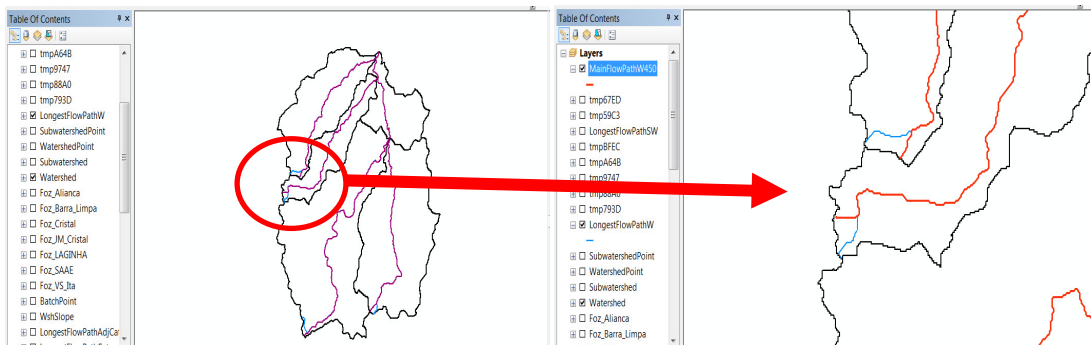 Table Of Contents
tmpA64B
tmp9747
tmp88A0
tmp793D
LongestFlowPathW
SubwatershedPoint
WatershedPoint
Subwatershed
Watershed
Foz_Alianca
Foz_Barra_Limpa
Foz_Cristal
Foz_JM_Cristal
Foz_LAGINHA
Foz_SAAE
Foz_VS_Ita
BatchPoint
WshSlope
LongestFlowPathAdjCat
Table Of Contents
Layers
MainFlowPathW450
tmp67ED
tmp59C3
LongestFlowPathSW
tmpBFEC
tmpA64B
tmp9747
tmp88A0
tmp793D
LongestFlowPathW
SubwatershedPoint
WatershedPoint
Subwatershed
Watershed
Foz_Alianca
Foz_Barra_Limpa